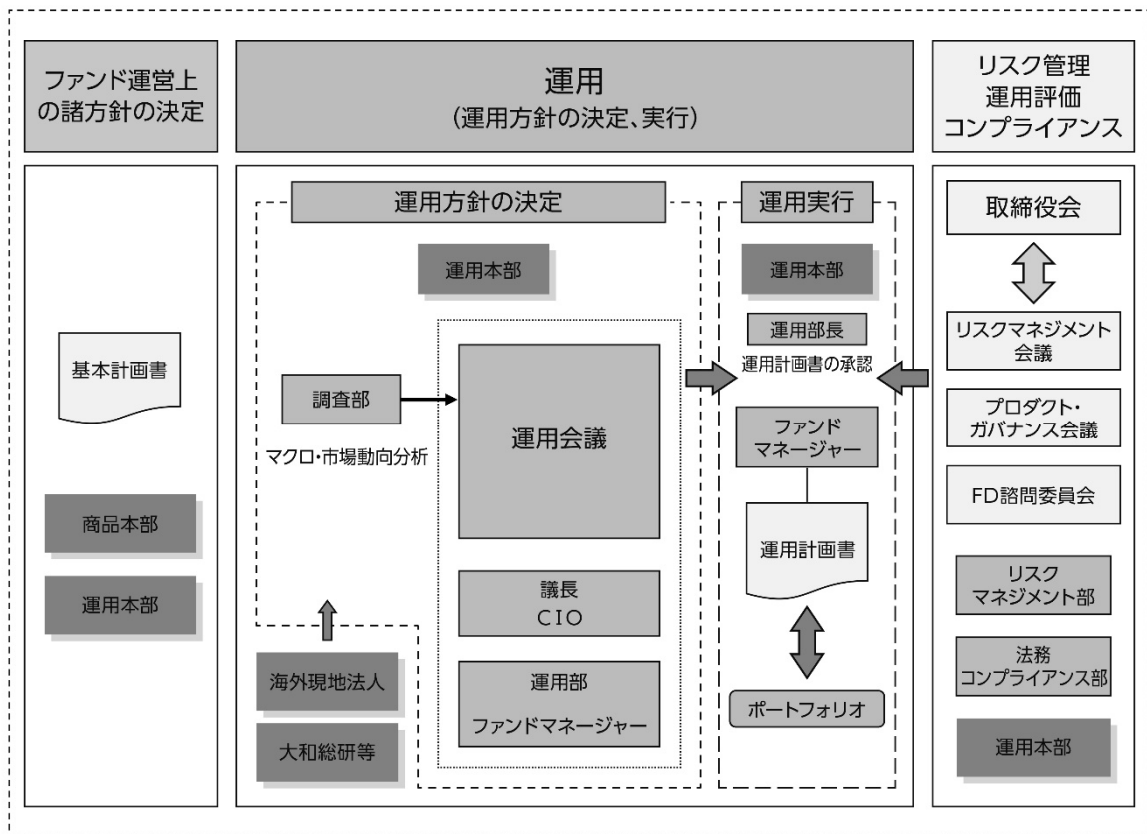 ファンド運営上
の諸方針の決定
基本計画書
商品本部
運用本部
運用
(運用方針の決定、実行)
運用方針の決定
運用本部
調査部
マクロ・市場動向分析
運用会議
議長
CIO
運用部
ファンドマネージャー
海外現地法人
大和総研等
運用実行
運用本部
運用部長
運用計画書の承認
ファンド
マネージャー
運用計画書
ポートフォリオ
リスク管理
運用評価
コンプライアンス
取締役会
リスクマネジメント
会議
プロダクト・
ガバナンス会議
FD諮問委員会
リスク
マネジメント部
法務
コンプライアンス部
運用本部